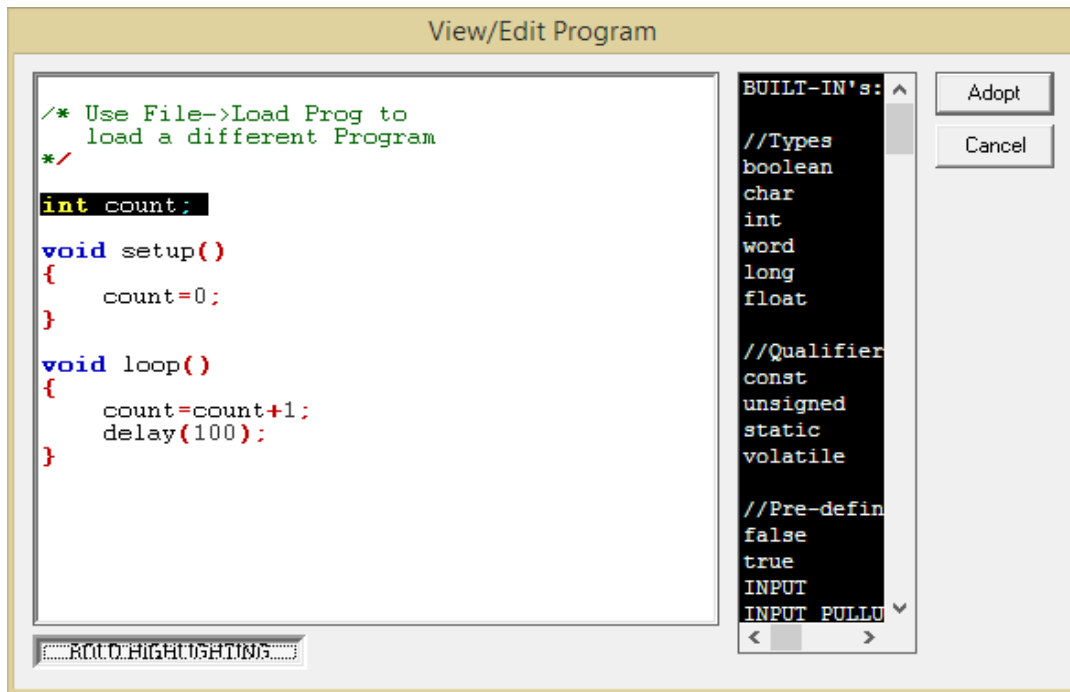 View/Edit Program
/* Use File->Load Prog to
load a different Program
*/
int count;
void setup()
{
count=0;
}
void loop()
{
count=count+1;
delay(100);
}
BOLD HIGHLIGHTING
BUILT-IN's:
//Types
boolean
char
int
word
long
float
//Qualifier
const
unsigned
static
volatile
//Pre-defin
false
true
INPUT
INPUT_PULLU
Adopt
Cancel